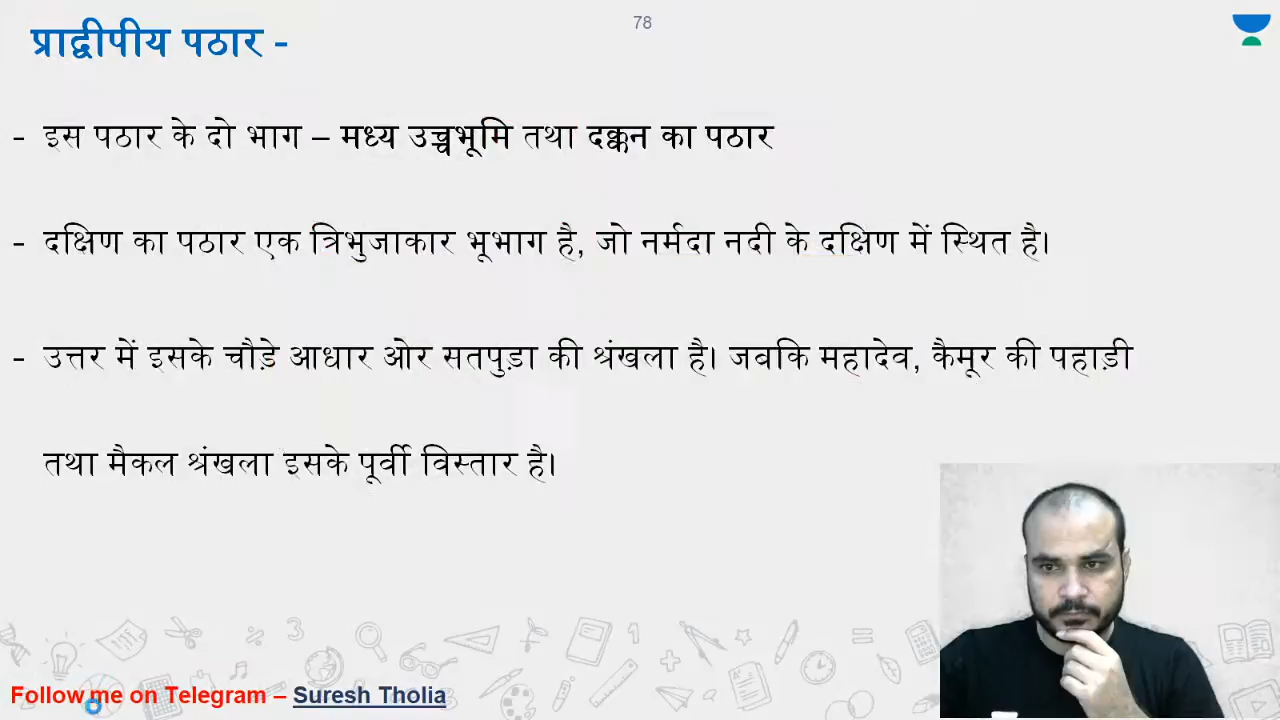 78
प्राद्वीपीय पठार -
- इस पठार के दो भाग – मध्य उच्चभूमि तथा दक्कन का पठार
- दक्षिण का पठार एक त्रिभुजाकार भूभाग है, जो नर्मदा नदी के दक्षिण में स्थित है।
- उत्तर में इसके चौड़े आधार ओर सतपुड़ा की श्रंखला है। जबकि महादेव, कैमूर की पहाड़ी
तथा मैकल श्रंखला इसके पूर्वी विस्तार है।
Follow me on Telegram – Suresh Tholia